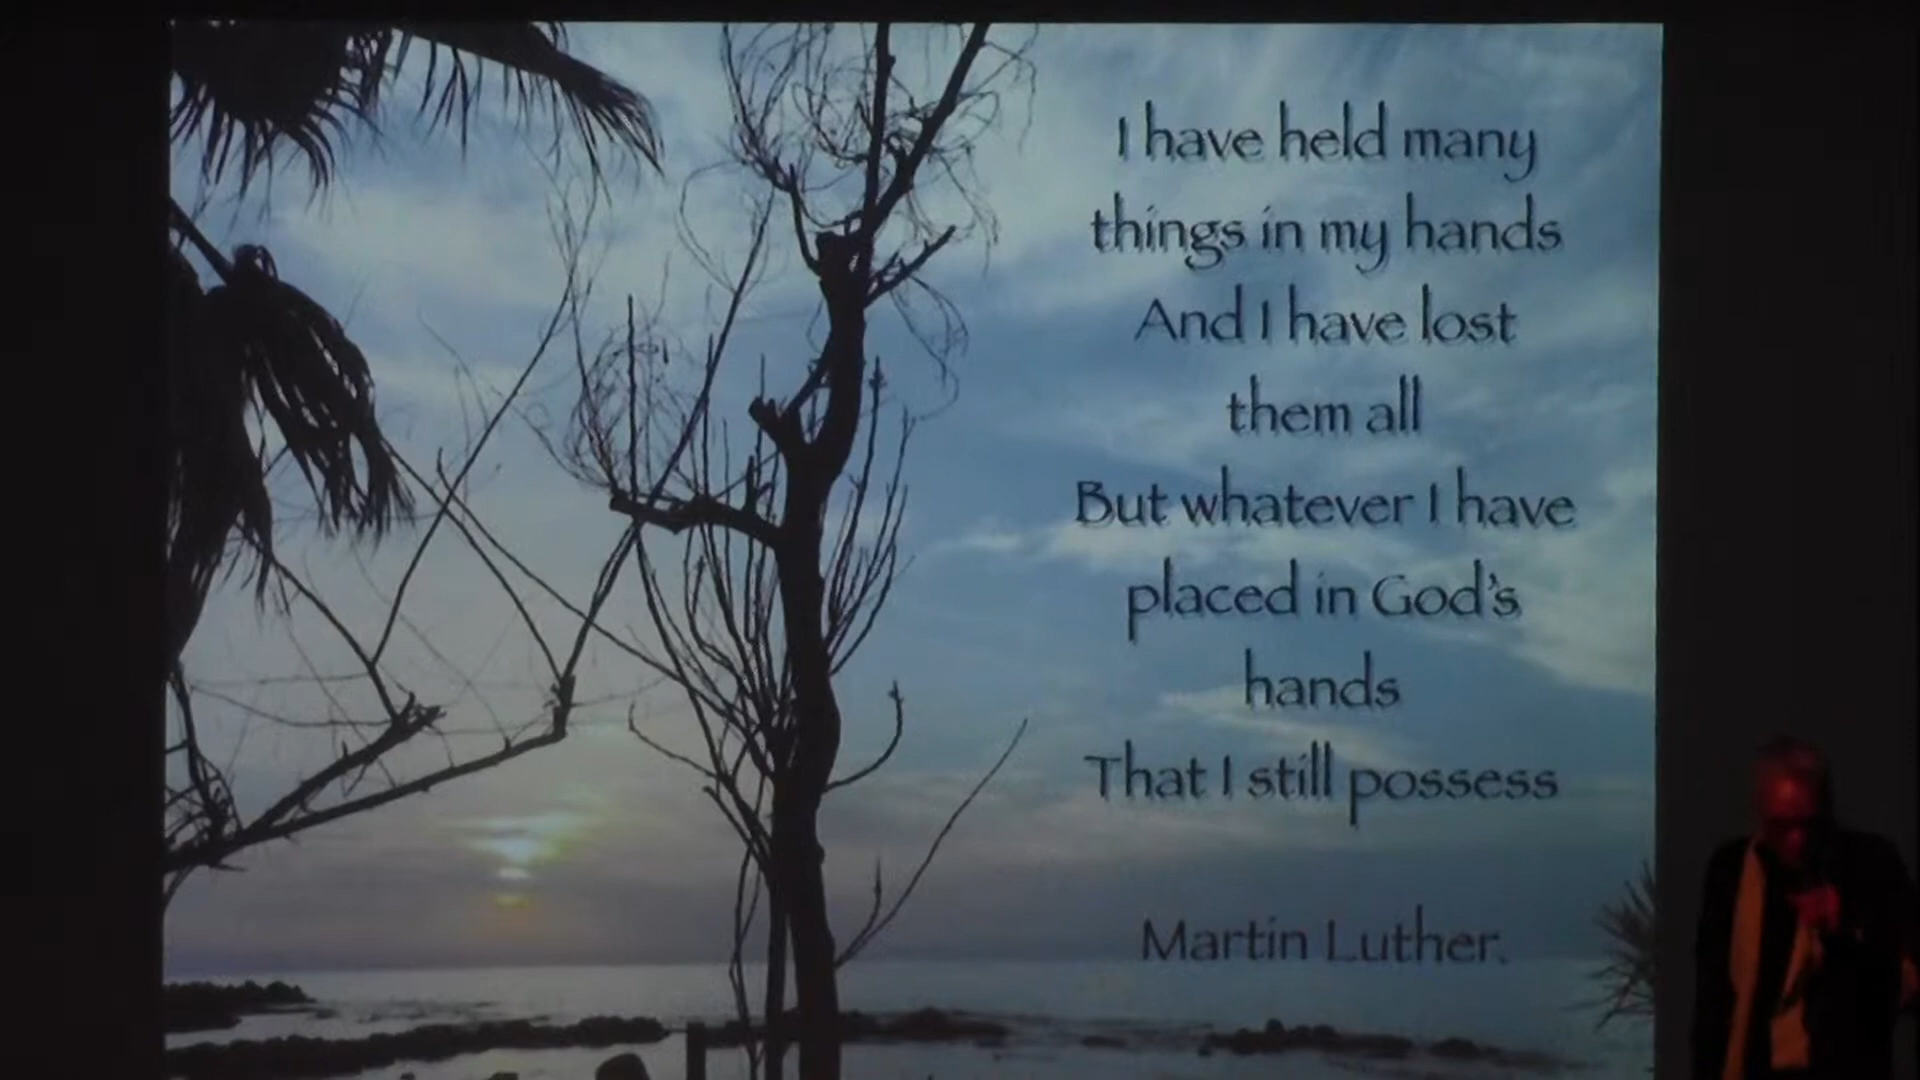 I have held many
things in my hands
And I have lost
them all
But whatever I have
placed in God's
hands
That I still possess
Martin Luther.